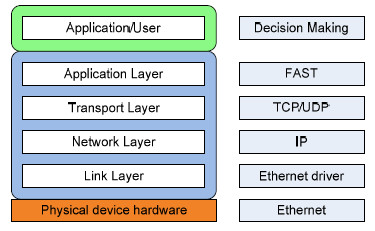 Application/User Decision Making
Application Layer FAST
Transport Layer TCP/UDP
Network Layer IP
Link Layer Ethernet driver
Physical device hardware Ethernet